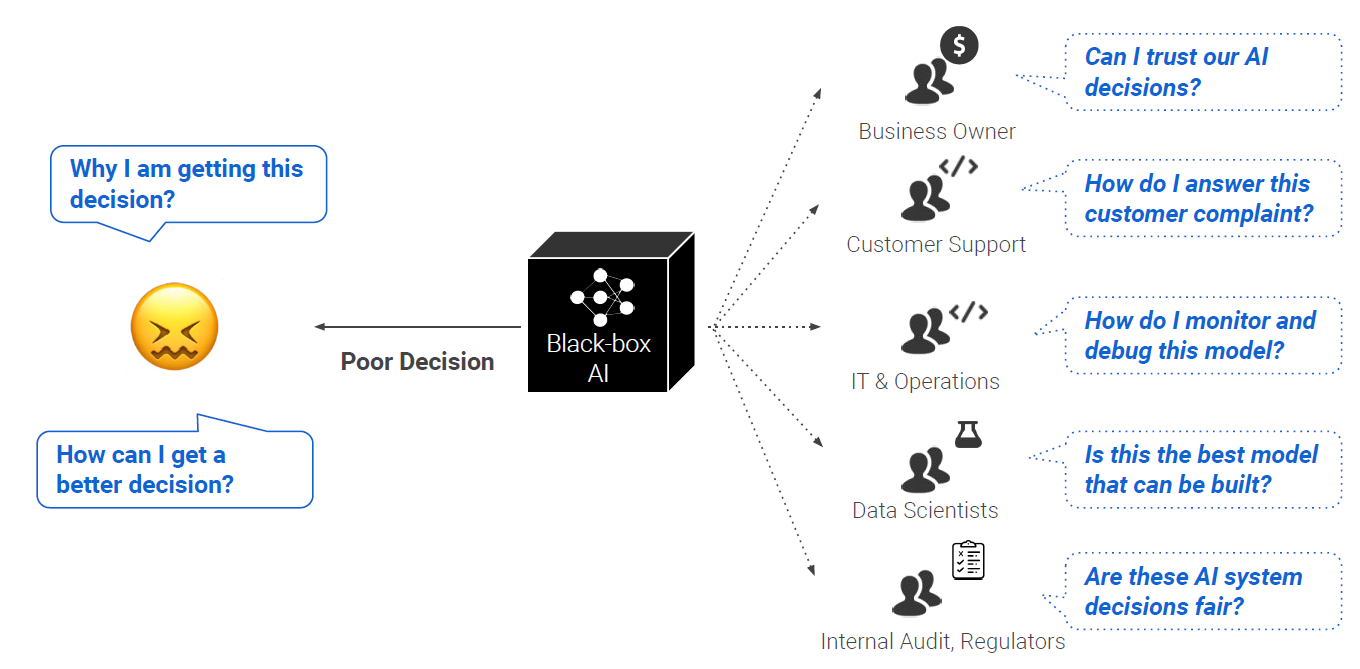 Why I am getting this
decision?
How can I get a
better decision?
Poor Decision
Black-box
AI
$
Business Owner
Can I trust our AI
decisions?
</>
Customer Support
How do I answer this
customer complaint?
</>
IT & Operations
How do I monitor and
debug this model?
Data Scientists
Is this the best model
that can be built?
Internal Audit, Regulators
Are these AI system
decisions fair?